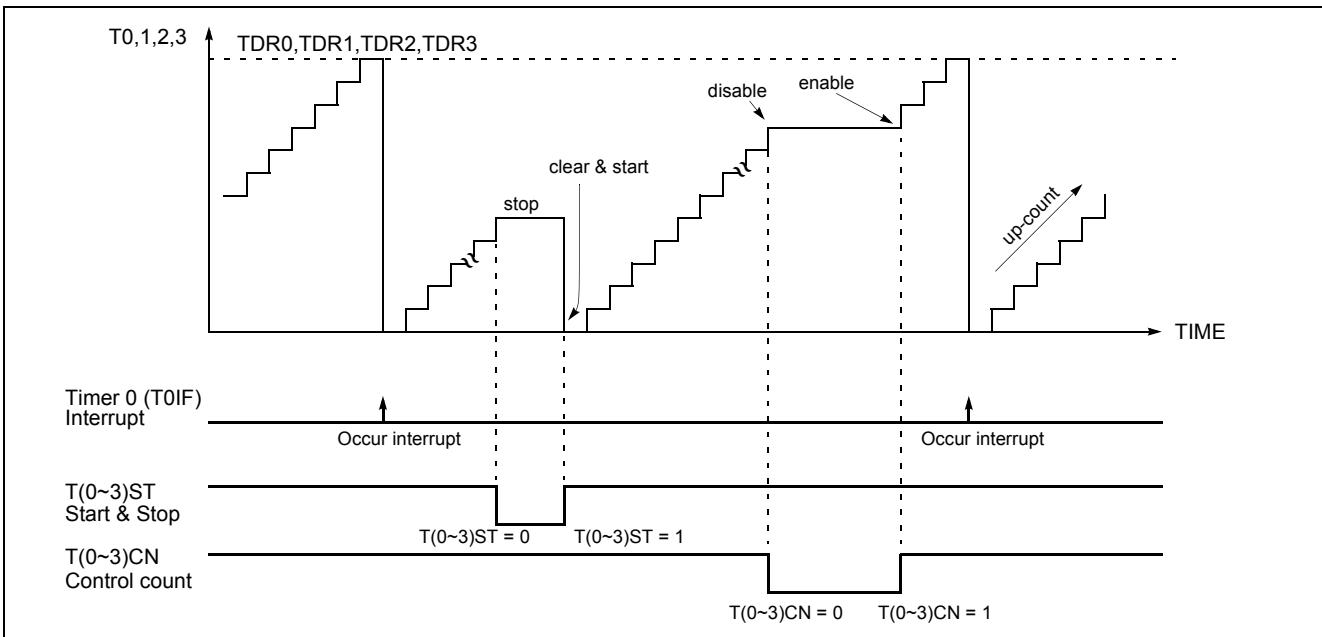 T0,1,2,3
TDR0,TDR1,TDR2,TDR3
disable
enable
clear & start
stop
up-count
TIME
Timer 0 (T0IF)
Interrupt
Occur interrupt
Occur interrupt
T(0~3)ST
Start & Stop
T(0~3)ST = 0
T(0~3)ST = 1
T(0~3)CN
Control count
T(0~3)CN = 0
T(0~3)CN = 1